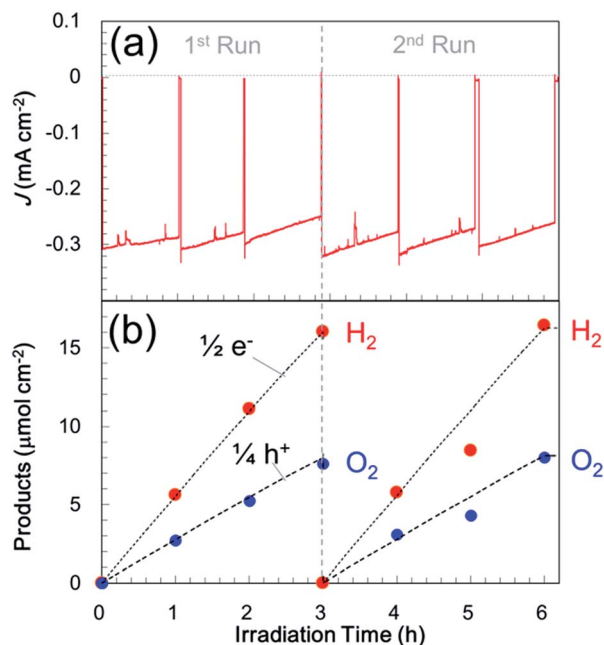 (a)
1st Run
2nd Run
0.1
0
-0.1
-0.2
-0.3
J (mA cm-2)
(b)
15
10
5
0
Products (μmol cm-2)
½ e-
¼ h+
H2
O2
H2
O2
0 1 2 3 4 5 6
Irradiation Time (h)